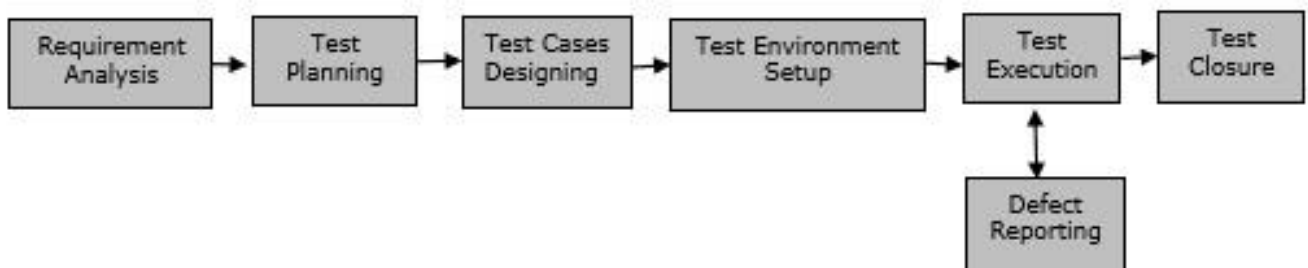 Requirement
Analysis
Test
Planning
Test Cases
Designing
Test Environment
Setup
Test
Execution
Test
Closure
Defect
Reporting